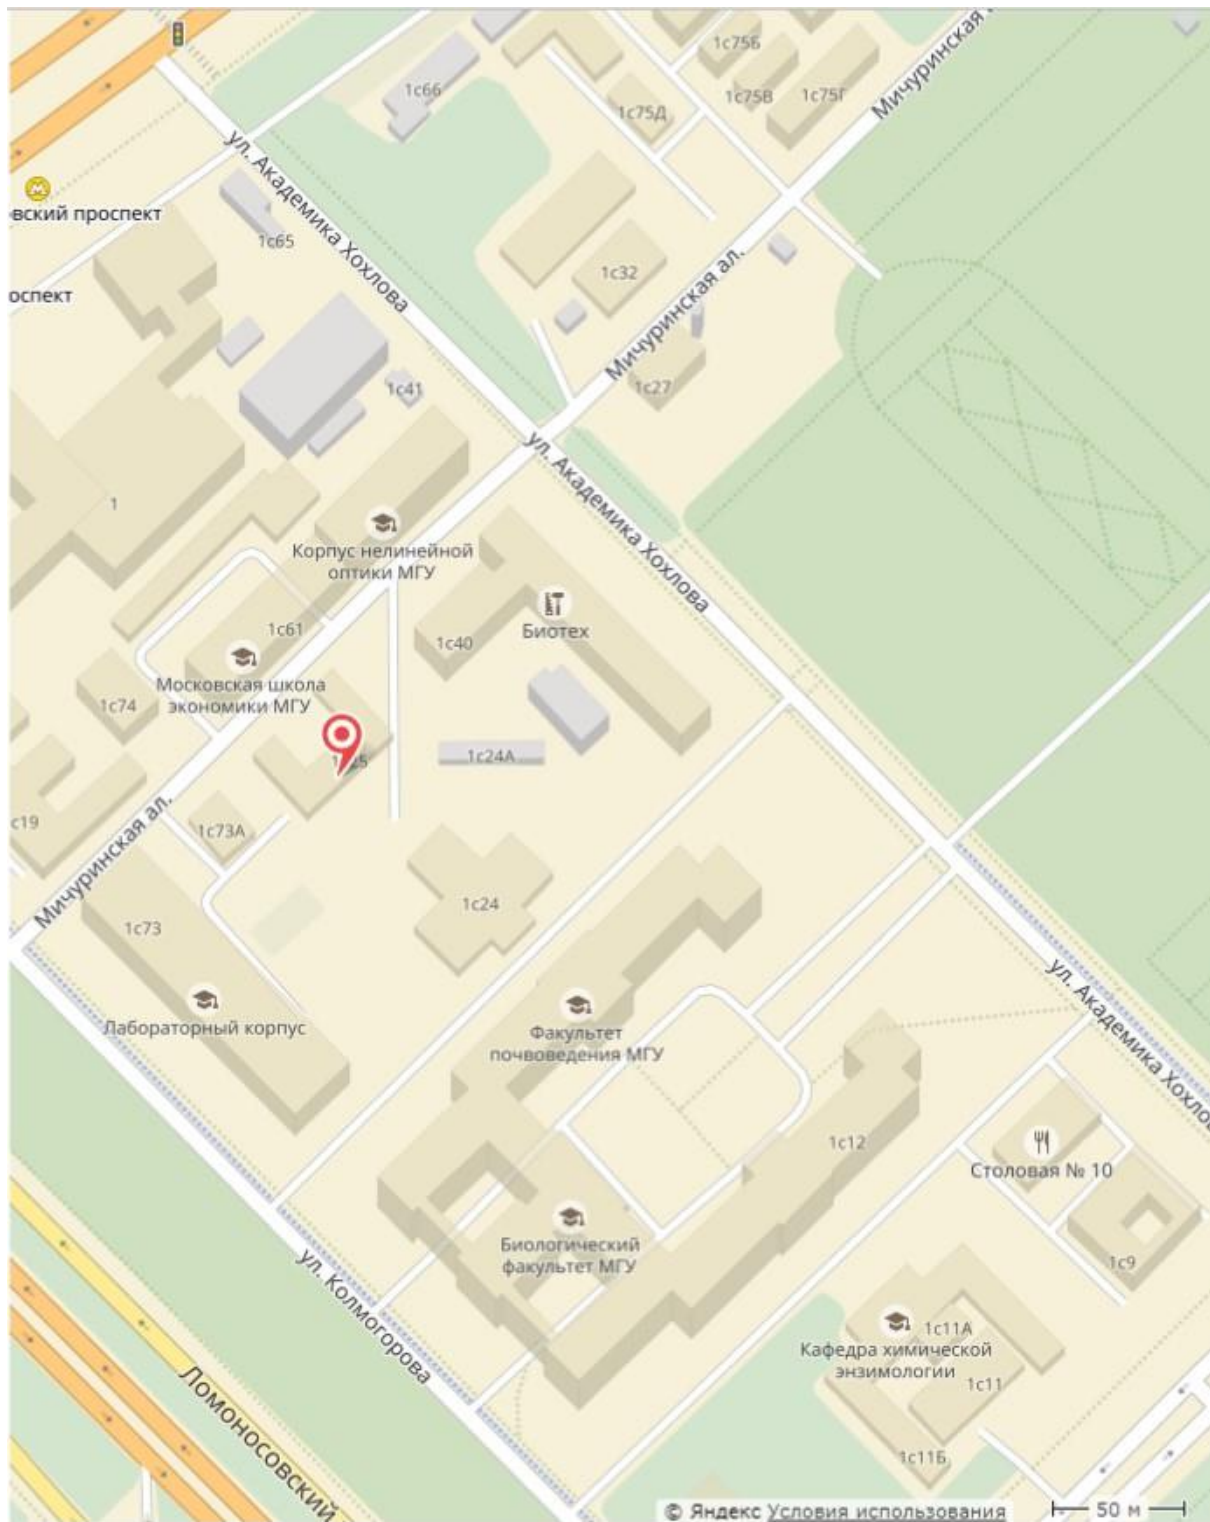 1с75Б
Мичуринская
1с66
1с75В
1с75Г
1с75Д
ул. Академика Хохлова
овский проспект
1с65
1с32
Мичуринская ал.
оспект
1с41
1с27
ул. Академика Хохлова
1
Корпус нелинейной
оптики МГУ
1с61
Биотех
1с40
Московская школа
экономики МГУ
1с74
1с24А
с19
1с73А
Мичуринская ал.
1с24
1с73
Лабораторный корпус
Факультет
почвоведения МГУ
ул. Академика Хохлов
1с12
Столовая № 10
Биологический
факультет МГУ
1с9
ул. Колмогорова
1с11А
Кафедра химической
энзимологии
1с11
Ломоносовский
1с11Б
© Яндекс Условия использования
50 м